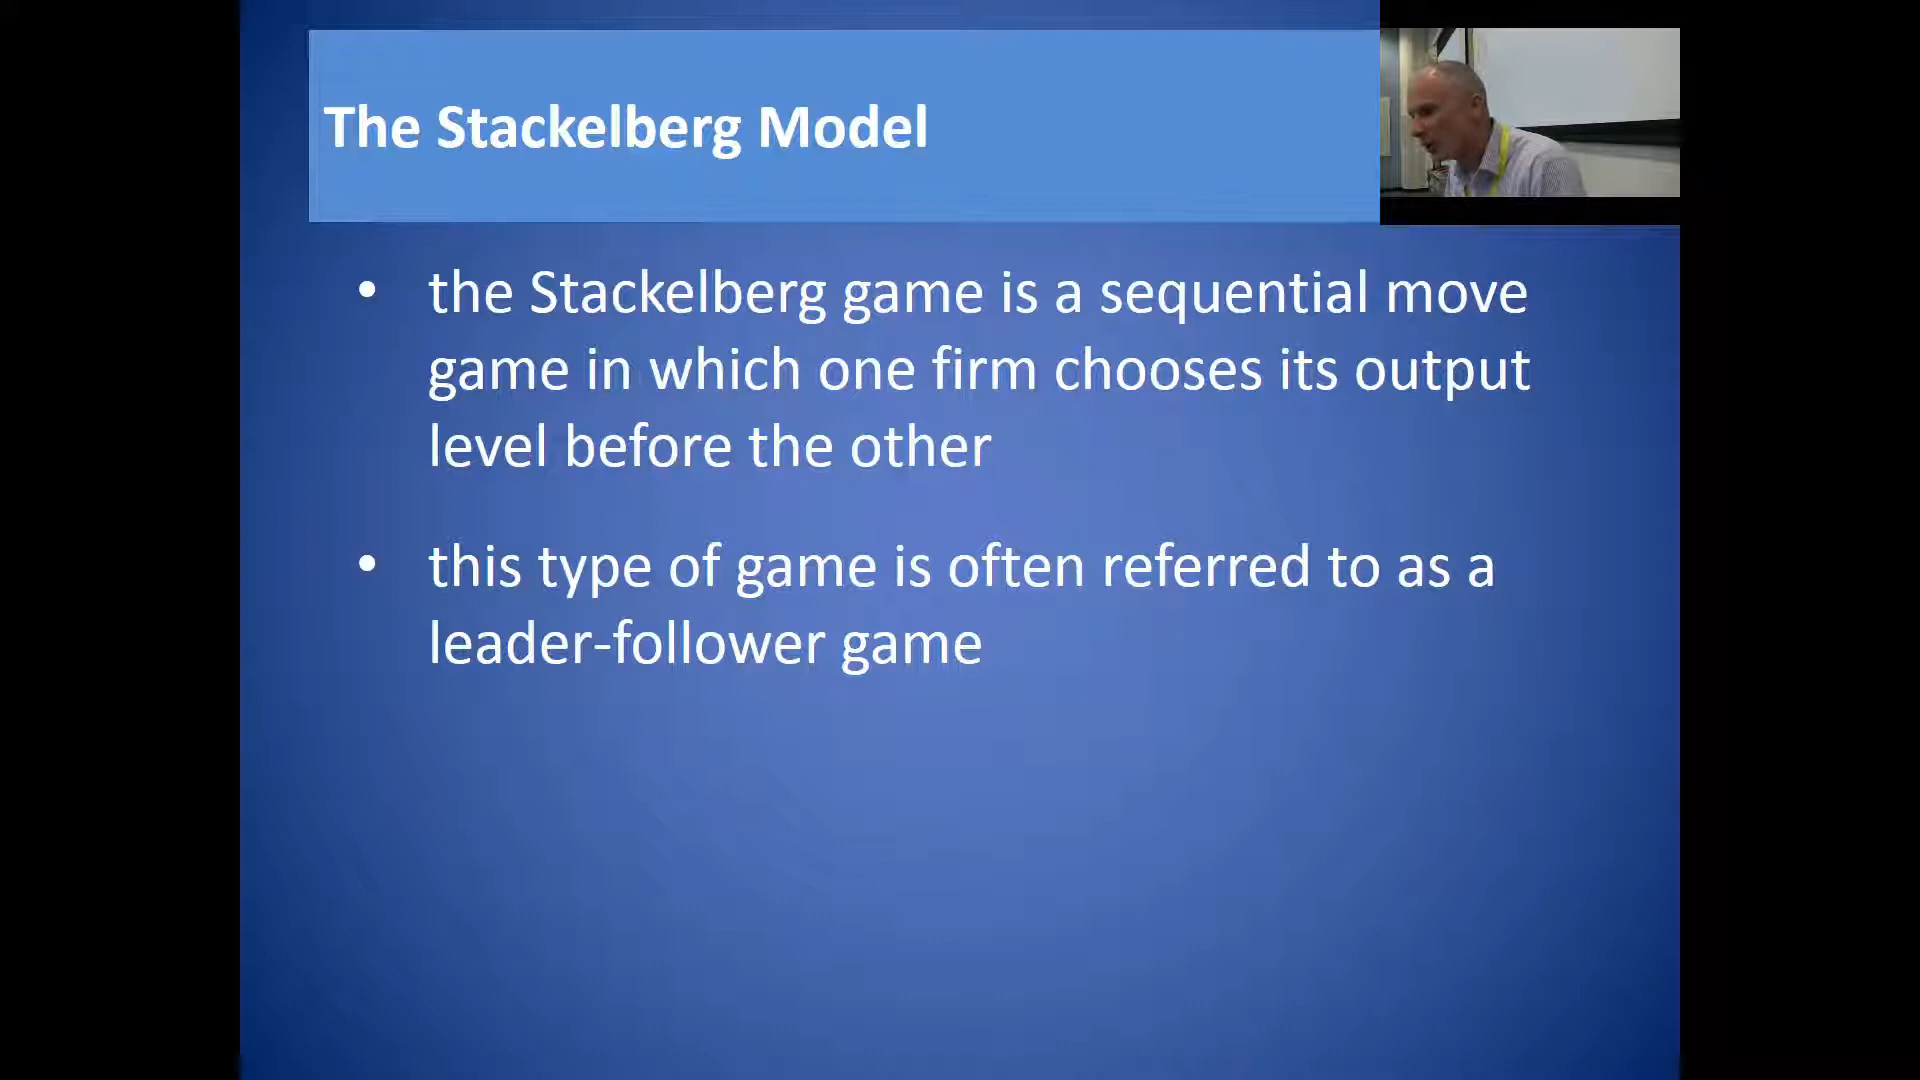 The Stackelberg Model
• the Stackelberg game is a sequential move
game in which one firm chooses its output
level before the other
• this type of game is often referred to as a
leader-follower game